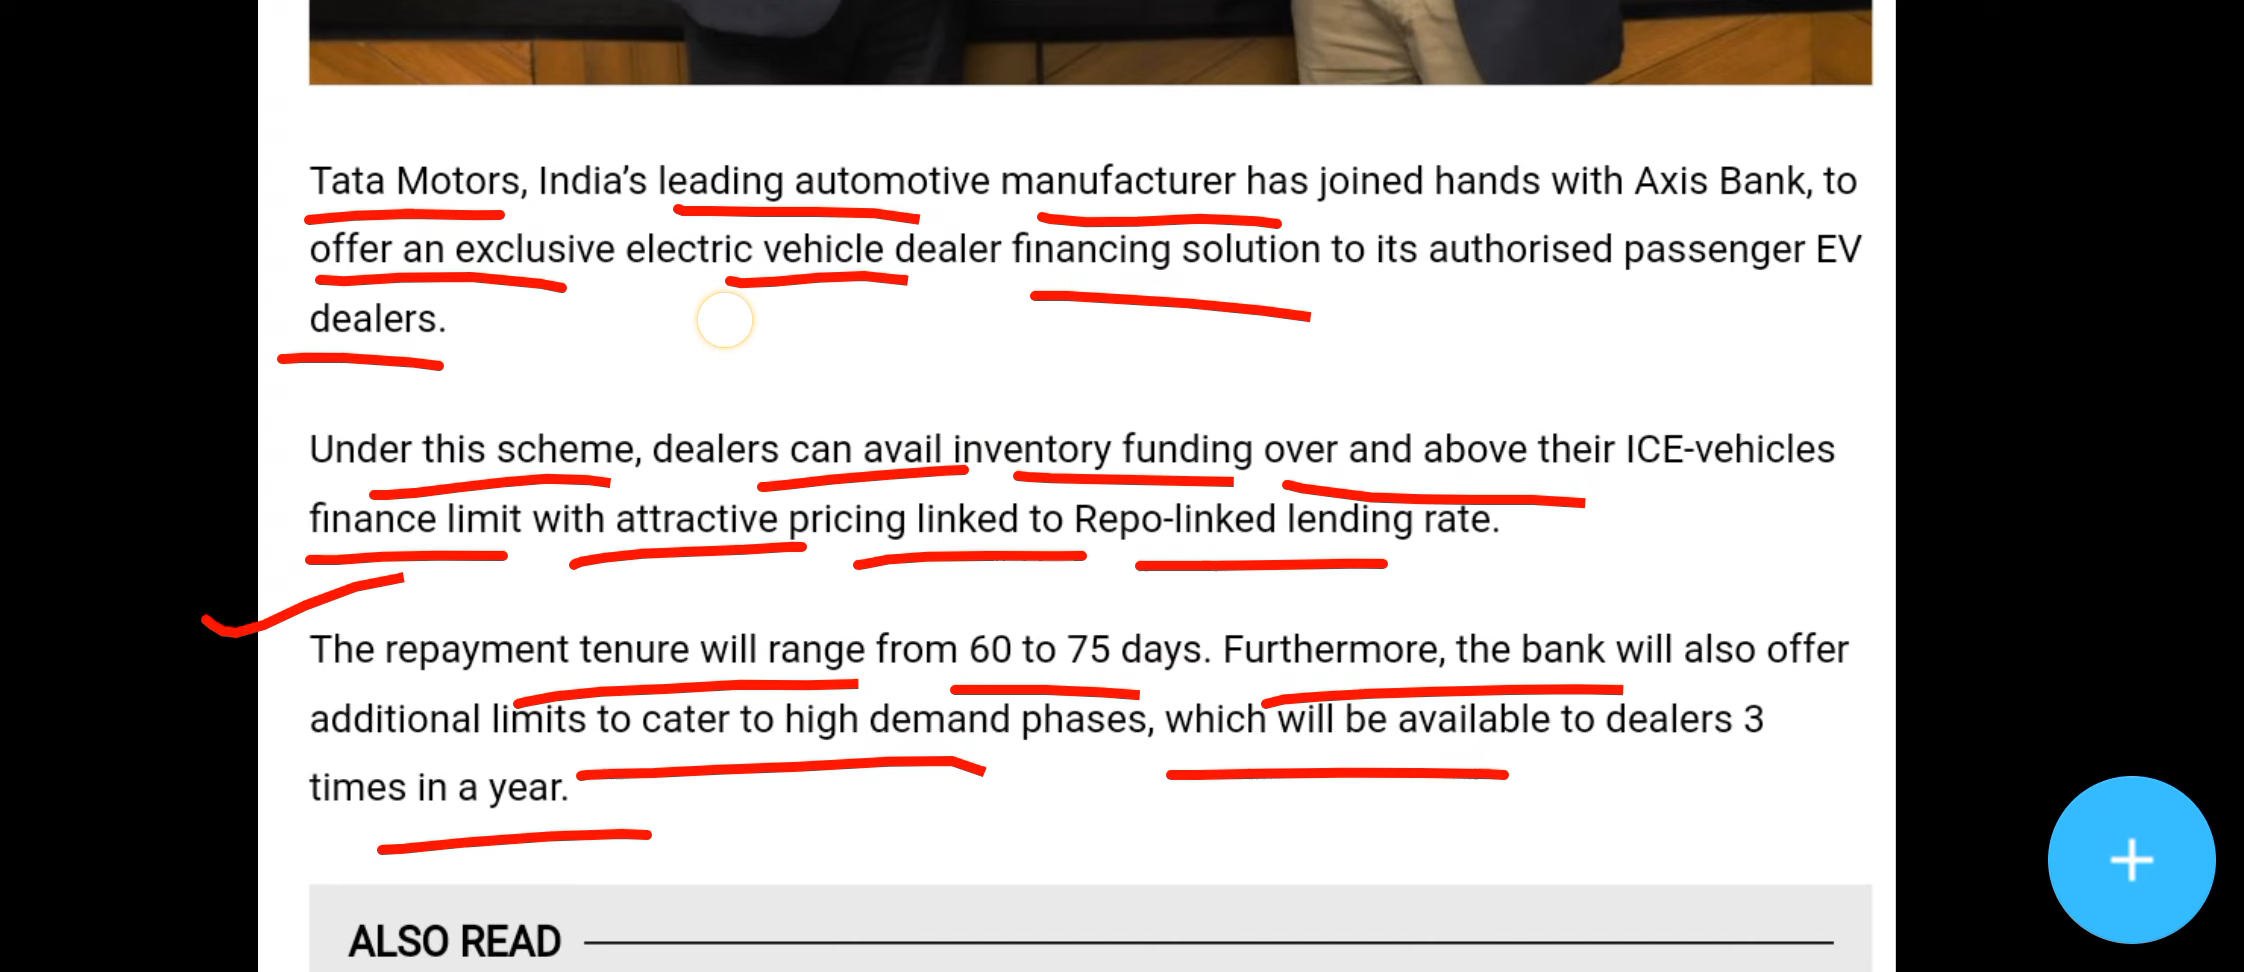 Tata Motors, India’s leading automotive manufacturer has joined hands with Axis Bank, to
offer an exclusive electric vehicle dealer financing solution to its authorised passenger EV
dealers.
Under this scheme, dealers can avail inventory funding over and above their ICE-vehicles
finance limit with attractive pricing linked to Repo-linked lending rate.
The repayment tenure will range from 60 to 75 days. Furthermore, the bank will also offer
additional limits to cater to high demand phases, which will be available to dealers 3
times in a year.
ALSO READ